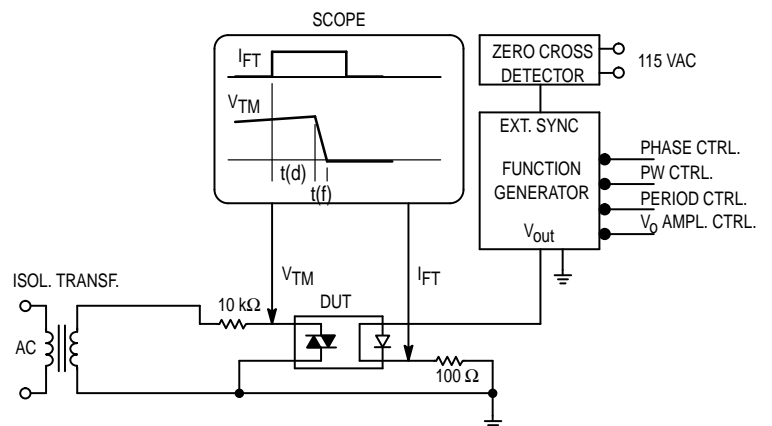 SCOPE
IFT
VTM
t(d)
t(f)
ZERO CROSS
DETECTOR
115 VAC
EXT. SYNC
FUNCTION
GENERATOR
Vout
PHASE CTRL.
PW CTRL.
PERIOD CTRL.
Vo AMPL. CTRL.
ISOL. TRANSF.
AC
10 kΩ
VTM
DUT
IFT
100 Ω